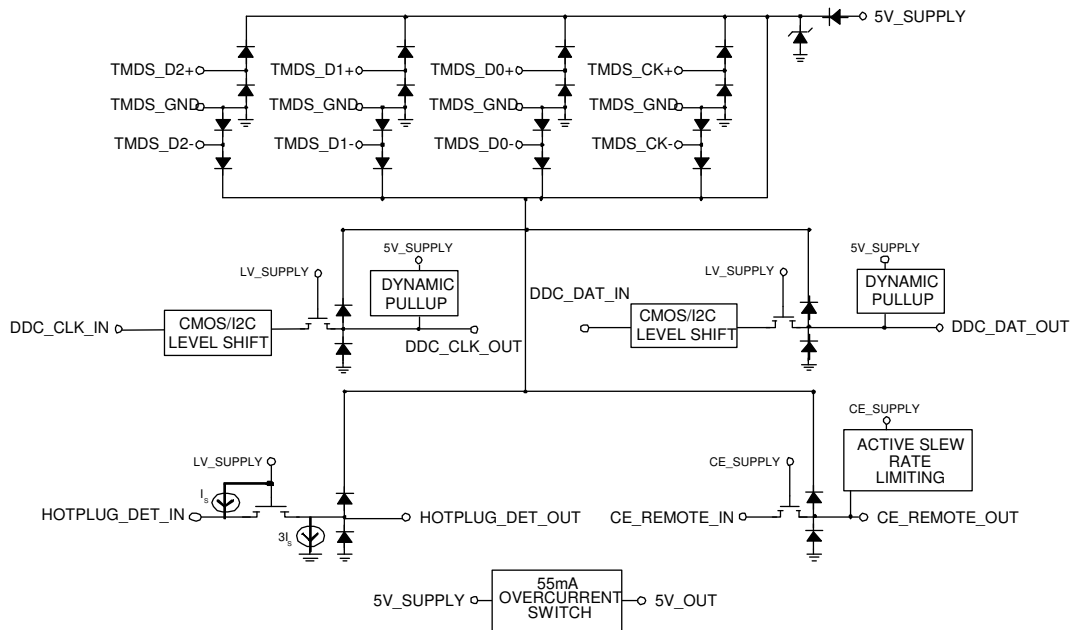 5V_SUPPLY
TMDS_D2+
TMDS_D1+
TMDS_D0+
TMDS_CK+
TMDS_GND
TMDS_GND
TMDS_GND
TMDS_GND
TMDS_D2-
TMDS_D1-
TMDS_D0-
TMDS_CK-
5V_SUPPLY
LV_SUPPLY
DYNAMIC
PULLUP
DDC_CLK_IN
CMOS/I2C
LEVEL SHIFT
DDC_CLK_OUT
5V_SUPPLY
LV_SUPPLY
DYNAMIC
PULLUP
DDC_DAT_IN
CMOS/I2C
LEVEL SHIFT
DDC_DAT_OUT
LV_SUPPLY
IS
HOTPLUG_DET_IN
3IS
HOTPLUG_DET_OUT
CE_SUPPLY
CE_SUPPLY
ACTIVE SLEW
RATE
LIMITING
CE_REMOTE_IN
CE_REMOTE_OUT
5V_SUPPLY
55mA
OVERCURRENT
SWITCH
5V_OUT